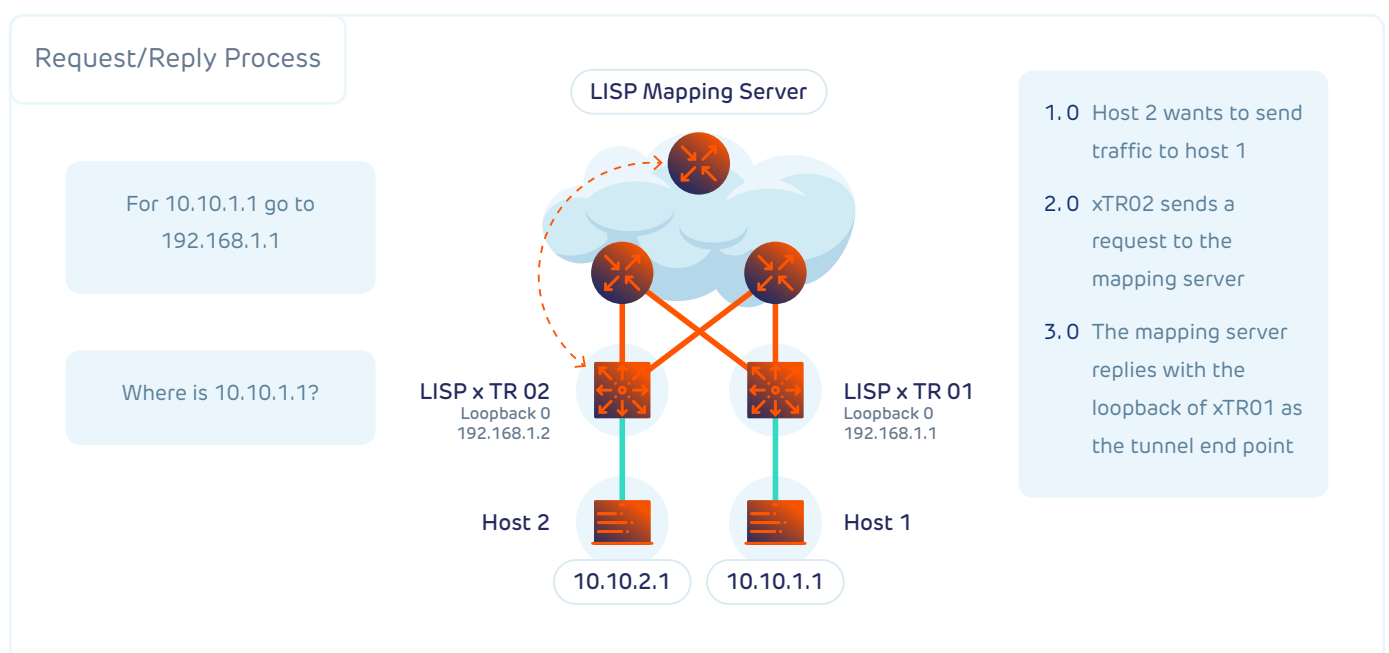 Request/Reply Process
LISP Mapping Server
For 10.10.1.1 go to
192.168.1.1
Where is 10.10.1.1?
LISP x TR 02
Loopback 0
192.168.1.2
LISP x TR 01
Loopback 0
192.168.1.1
Host 2
Host 1
10.10.2.1
10.10.1.1
1.0 Host 2 wants to send
traffic to host 1
2.0 xTR02 sends a
request to the
mapping server
3.0 The mapping server
replies with the
loopback of xTR01 as
the tunnel end point